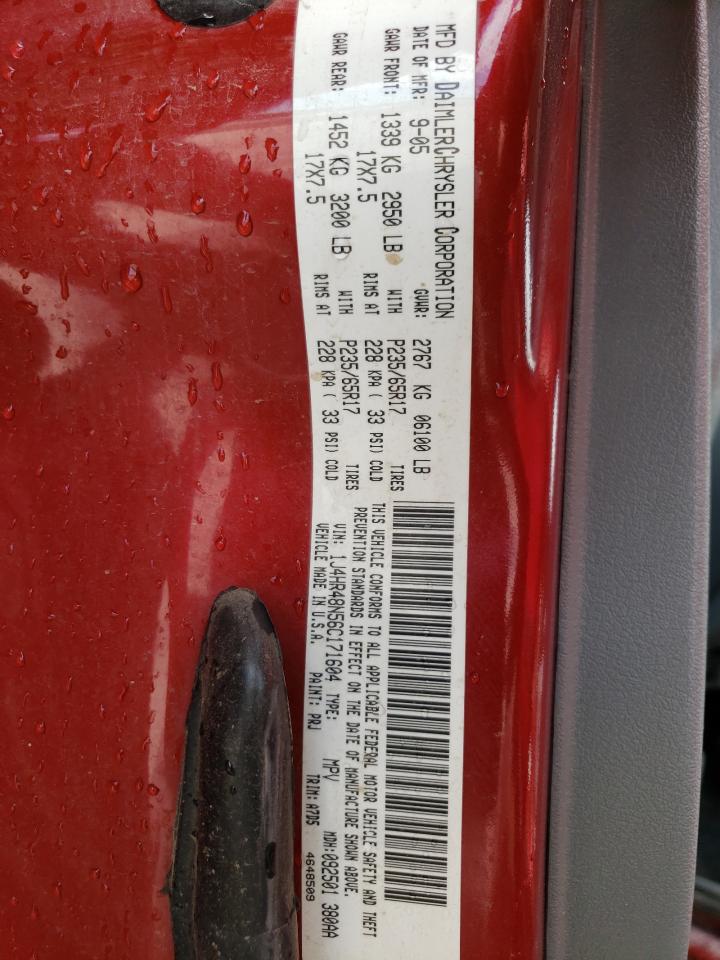 MFD BY DAIMLERCHRYSLER CORPORATION
DATE OF MFR: 9-05 GVWR: 2767 KG 06100 LB
GAWR FRONT: 1339 KG 2950 LB WITH P235/65R17 TIRES
17X7.5 RIMS AT 228 KPA ( 33 PSI) COLD
GAWR REAR: 1452 KG 3200 LB WITH P235/65R17 TIRES
17X7.5 RIMS AT 228 KPA ( 33 PSI) COLD
THIS VEHICLE CONFORMS TO ALL APPLICABLE FEDERAL MOTOR VEHICLE SAFETY AND THEFT
PREVENTION STANDARDS IN EFFECT ON THE DATE OF MANUFACTURE SHOWN ABOVE.
VIN: 1J4HR48N56C171604 TYPE: MPV MDH:092501 380AA
VEHICLE MADE IN U.S.A. PAINT: PRJ TRIM: A7D5 4648509